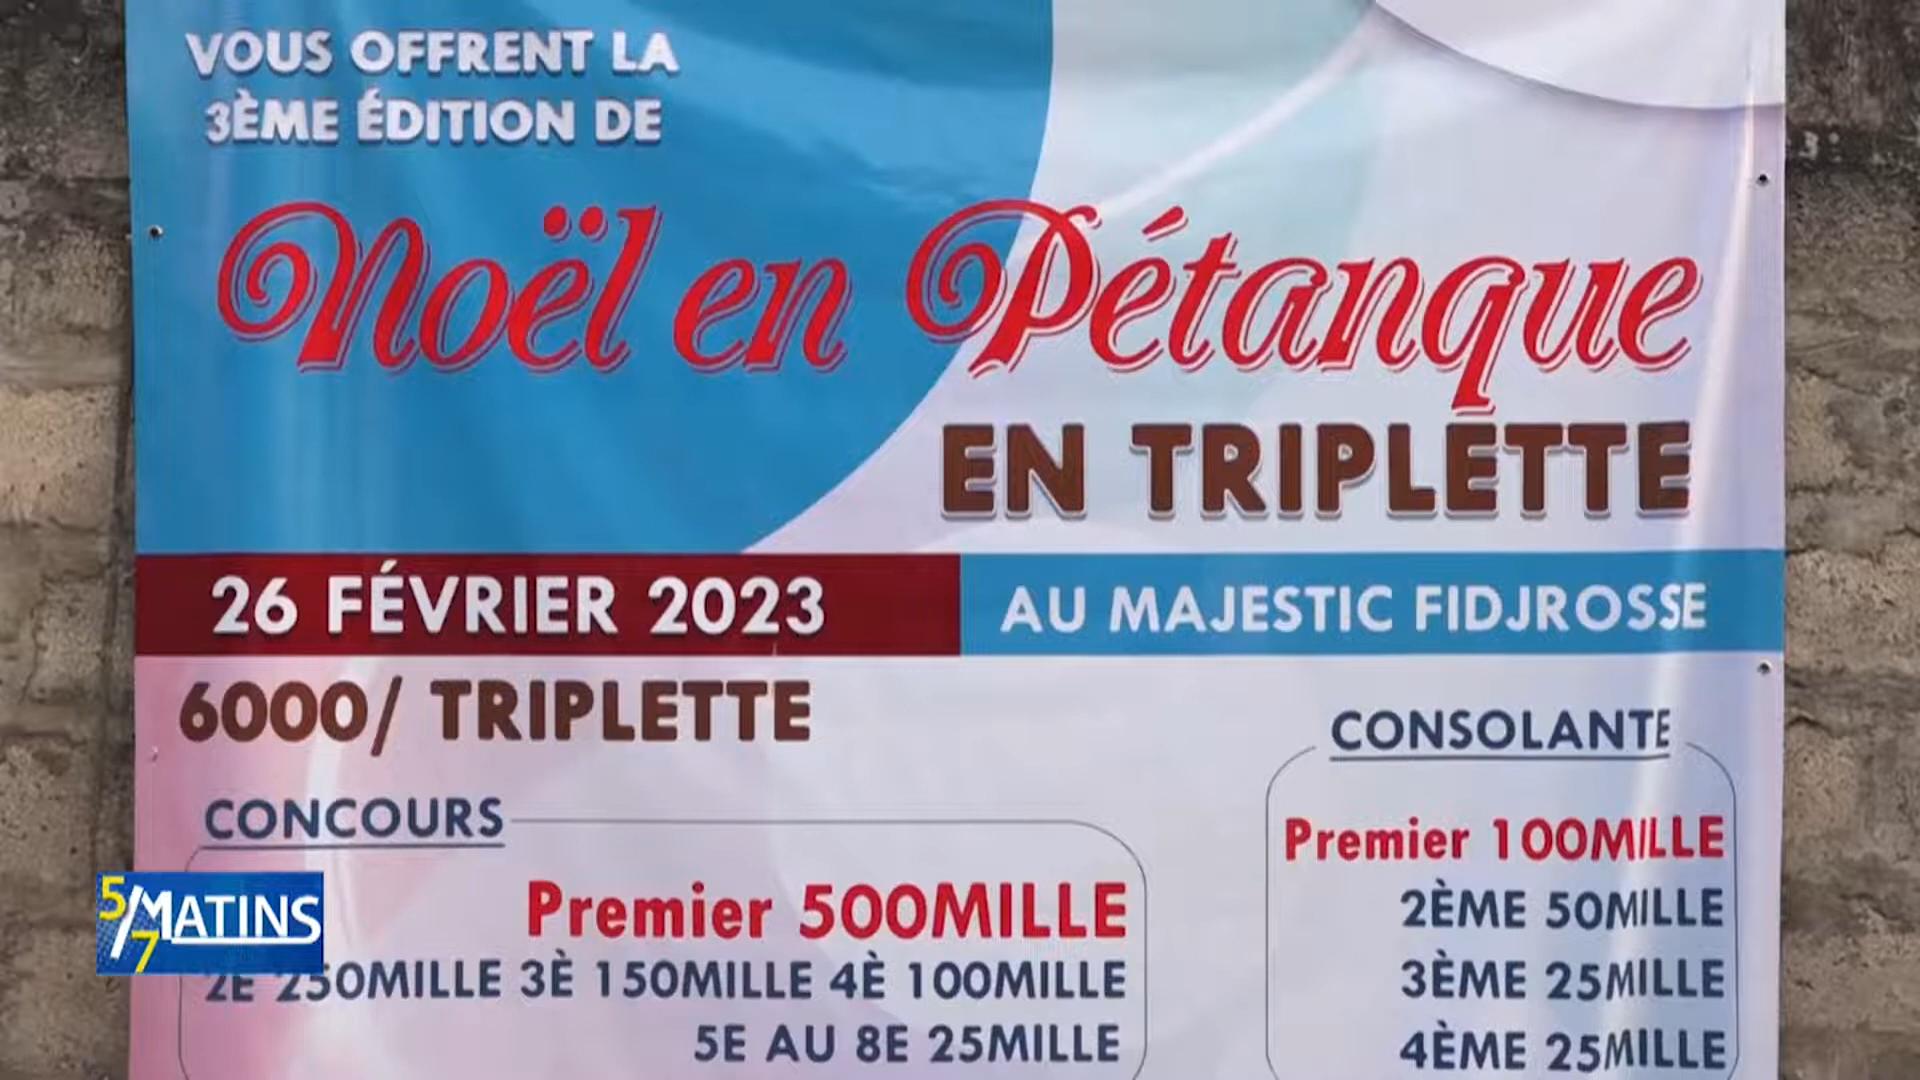 VOUS OFFRENT LA
3ÈME ÉDITION DE
Noël en Pétanque
EN TRIPLETTE
26 FÉVRIER 2023
AU MAJESTIC FIDJROSSE
6000/ TRIPLETTE
CONCOURS
Premier 500MILLE
2E 250MILLE 3È 150MILLE 4È 100MILLE
5E AU 8E 25MILLE
CONSOLANTE
Premier 100MILLE
2ÈME 50MILLE
3ÈME 25MILLE
4ÈME 25MILLE
5/7 MATINS